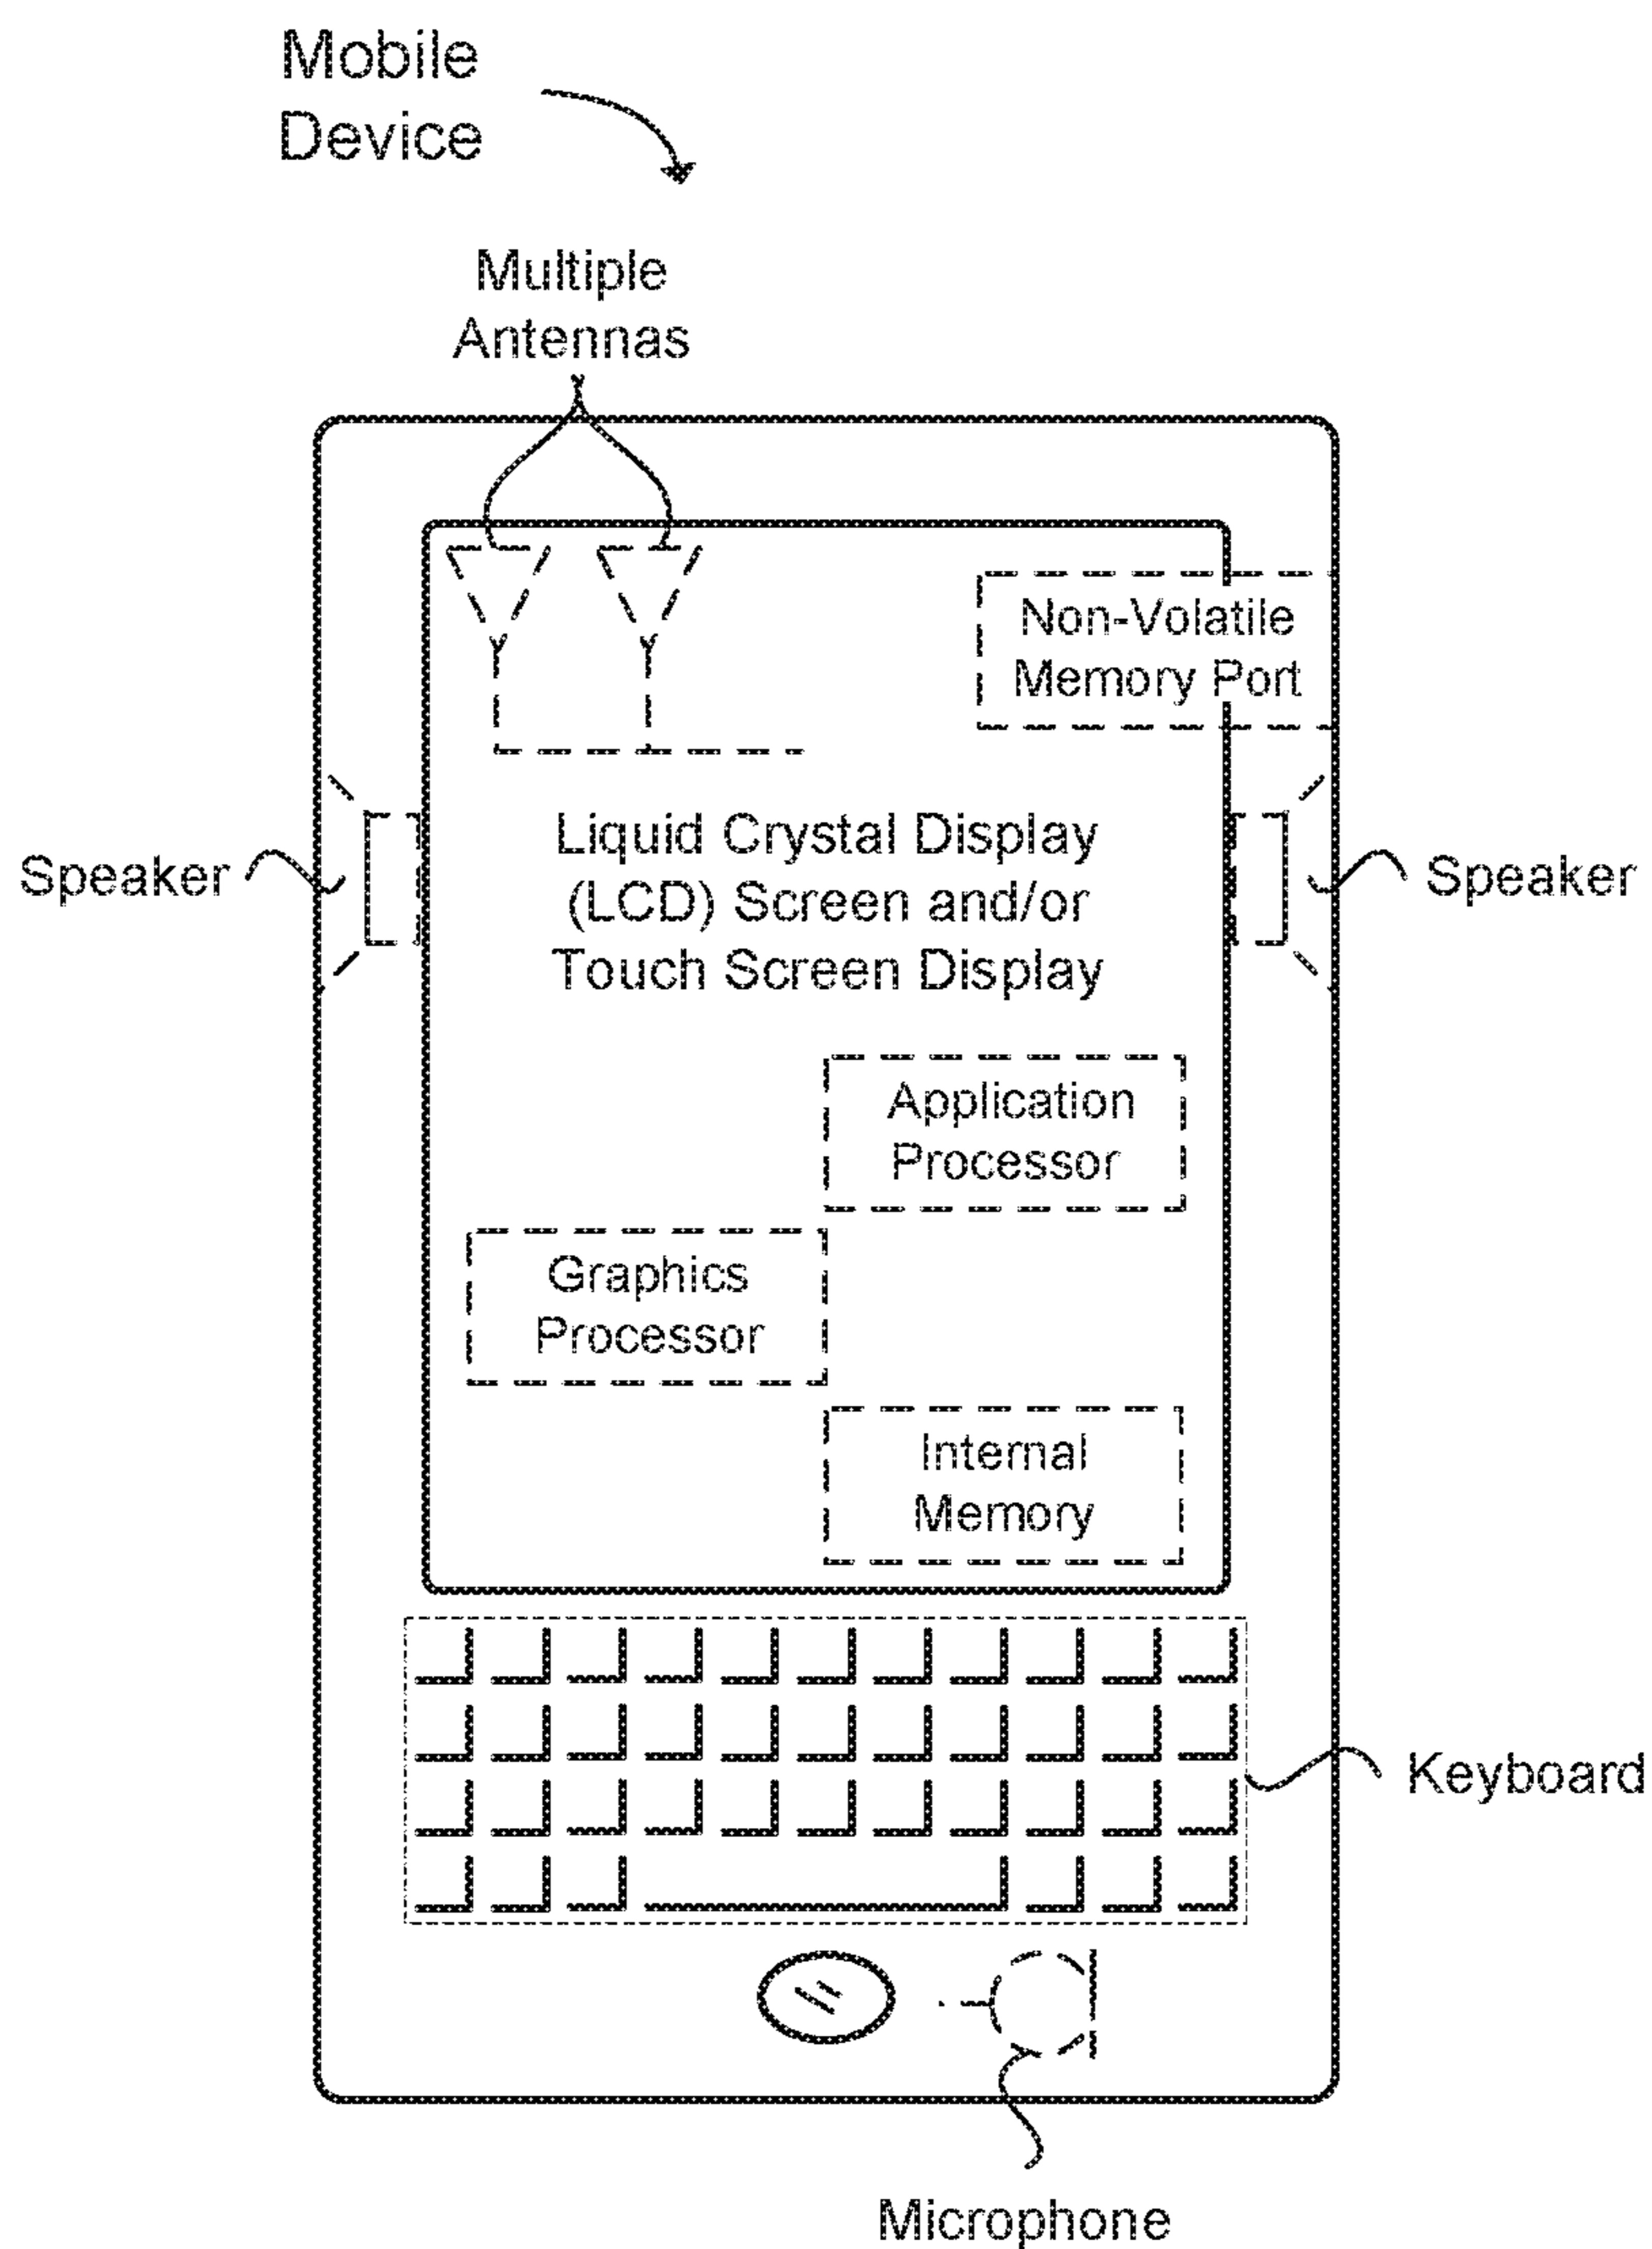 Mobile
Device
Multiple
Antennas
Non-Volatile
Memory Port
Speaker
Liquid Crystal Display
(LCD) Screen and/or
Touch Screen Display
Speaker
Application
Processor
Graphics
Processor
Internal
Memory
Keyboard
Microphone